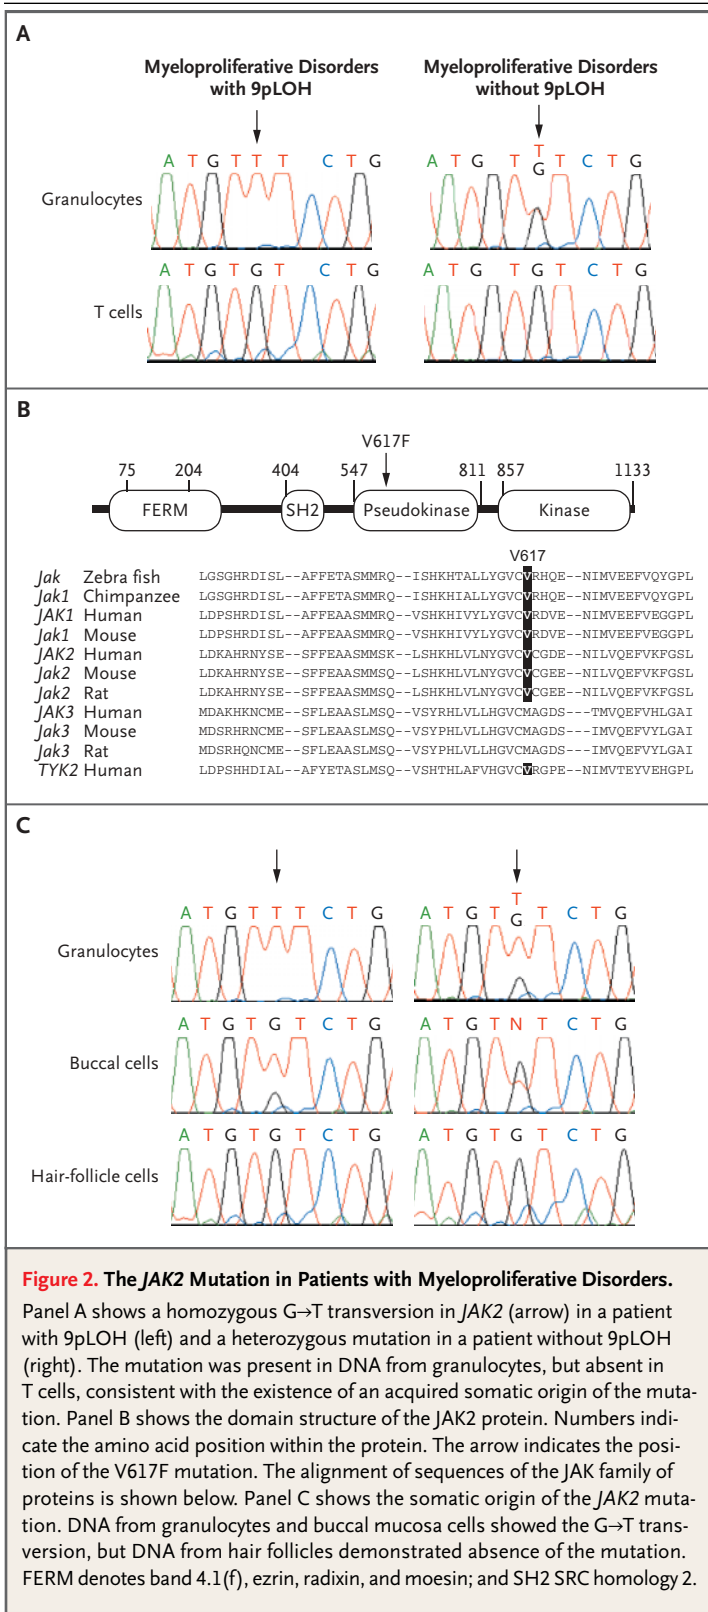 A
Myeloproliferative Disorders with 9pLOH
Myeloproliferative Disorders without 9pLOH
Granulocytes
A T G T T T C T G
A T G T T G T C T G
T cells
A T G T G T C T G
A T G T G T C T G
B
V617F
75 204 404 547 811 857 1133
FERM SH2 Pseudokinase Kinase
V617
Jak Zebra fish LGSGHRDISL--AFFETASMMRQ--ISHKHTALLYGVCVRHQE--NIMVEEFVQYGPL
Jak1 Chimpanzee LGSGHRDISL--AFFETASMMRQ--ISHKHIALLYGVCVRHQE--NIMVEEFVQYGPL
JAK1 Human LDPSHRDISL--AFFEAASMMRQ--VSHKHIVYLYGVCVRDVE--NIMVEEFVEGGPL
Jak1 Mouse LDPSHRDISL--AFFEAASMMRQ--VSHKHIVYLYGVCVRDVE--NIMVEEFVEGGPL
JAK2 Human LDKAHRNYSE--SFFEAASMMSK--LSHKHLVLNYGVCVCGDE--NILVQEFVKFGSL
Jak2 Mouse LDKAHRNYSE--SFFEAASMMSQ--LSHKHLVLNYGVCVCGEE--NILVQEFVKFGSL
Jak2 Rat LDKAHRNYSE--SFFEAASMMSQ--LSHKHLVLNYGVCVCGEE--NILVQEFVKFGSL
JAK3 Human MDAKHKNCME--SFLEAASLMSQ--VSYRHLVLLHGVCMAGDS---TMVQEFVHLGAI
Jak3 Mouse MDSRHRNCME--SFLEAASLMSQ--VSYPHLVLLHGVCMAGDS---IMVQEFVYLGAI
Jak3 Rat MDSRHQNCME--SFLEAASLMSQ--VSYPHLVLLHGVCMAGDS---IMVQEFVYLGAI
TYK2 Human LDPSHHDIAL--AFYETASLMSQ--VSHTHLAFVHGVCVRGPE--NIMVTEYVEHGPL
C
Granulocytes
A T G T T T C T G
A T G T T G T C T G
Buccal cells
A T G T G T C T G
A T G T N T C T G
Hair-follicle cells
A T G T G T C T G
A T G T G T C T G
Figure 2. The JAK2 Mutation in Patients with Myeloproliferative Disorders.
Panel A shows a homozygous G→T transversion in JAK2 (arrow) in a patient
with 9pLOH (left) and a heterozygous mutation in a patient without 9pLOH
(right). The mutation was present in DNA from granulocytes, but absent in
T cells, consistent with the existence of an acquired somatic origin of the muta-
tion. Panel B shows the domain structure of the JAK2 protein. Numbers indi-
cate the amino acid position within the protein. The arrow indicates the posi-
tion of the V617F mutation. The alignment of sequences of the JAK family of
proteins is shown below. Panel C shows the somatic origin of the JAK2 muta-
tion. DNA from granulocytes and buccal mucosa cells showed the G→T trans-
version, but DNA from hair follicles demonstrated absence of the mutation.
FERM denotes band 4.1(f), ezrin, radixin, and moesin; and SH2 SRC homology 2.